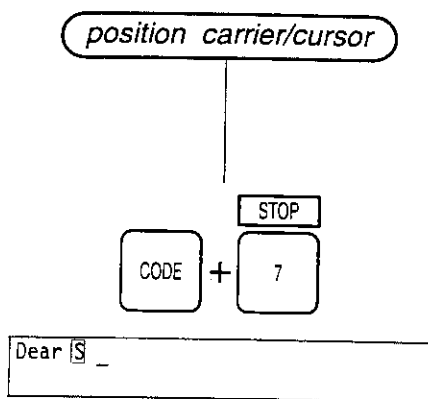 position carrier/cursor
STOP
CODE + 7
Dear S _